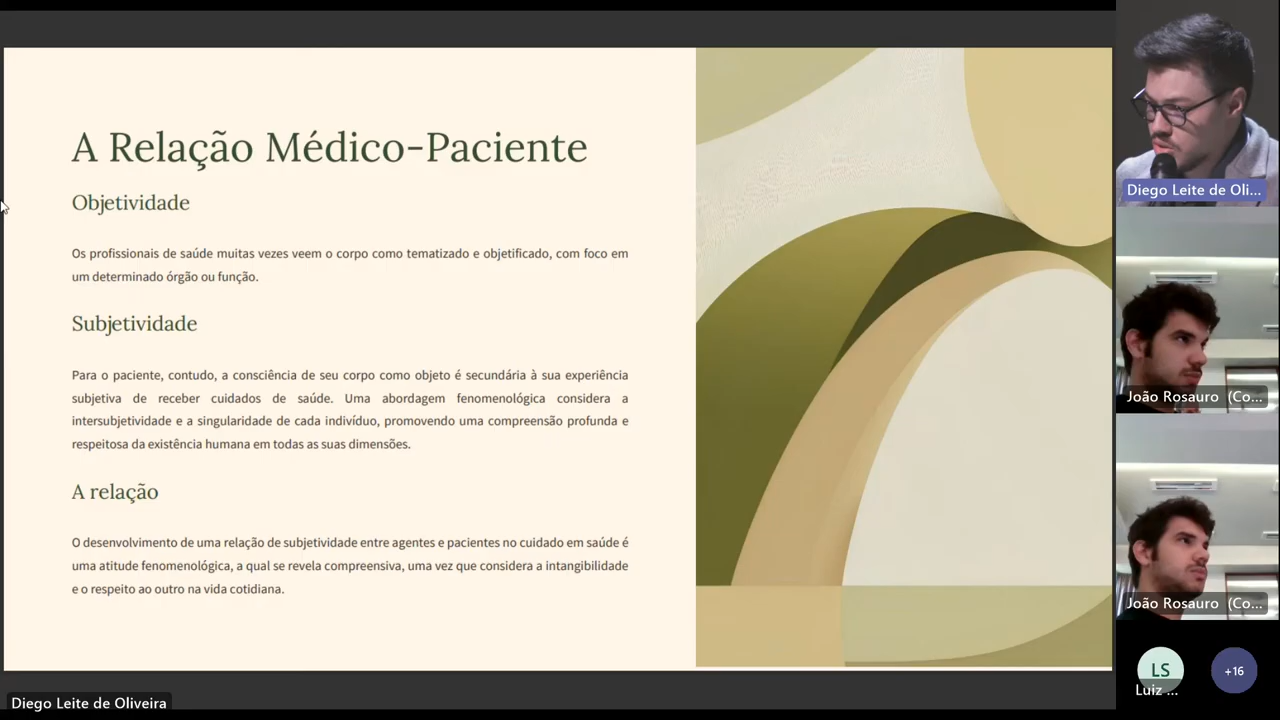 A Relação Médico-Paciente
Objetividade
Os profissionais de saúde muitas vezes veem o corpo como tematizado e objetificado, com foco em
um determinado órgão ou função.
Subjetividade
Para o paciente, contudo, a consciência de seu corpo como objeto é secundária à sua experiência
subjetiva de receber cuidados de saúde. Uma abordagem fenomenológica considera a
intersubjetividade e a singularidade de cada indivíduo, promovendo uma compreensão profunda e
respeitosa da existência humana em todas as suas dimensões.
A relação
O desenvolvimento de uma relação de subjetividade entre agentes e pacientes no cuidado em saúde é
uma atitude fenomenológica, a qual se revela compreensiva, uma vez que considera a intangibilidade
e o respeito ao outro na vida cotidiana.
Diego Leite de Oli...
João Rosauro (Co...
João Rosauro (Co...
LS
Luiz ...
+16
Diego Leite de Oliveira